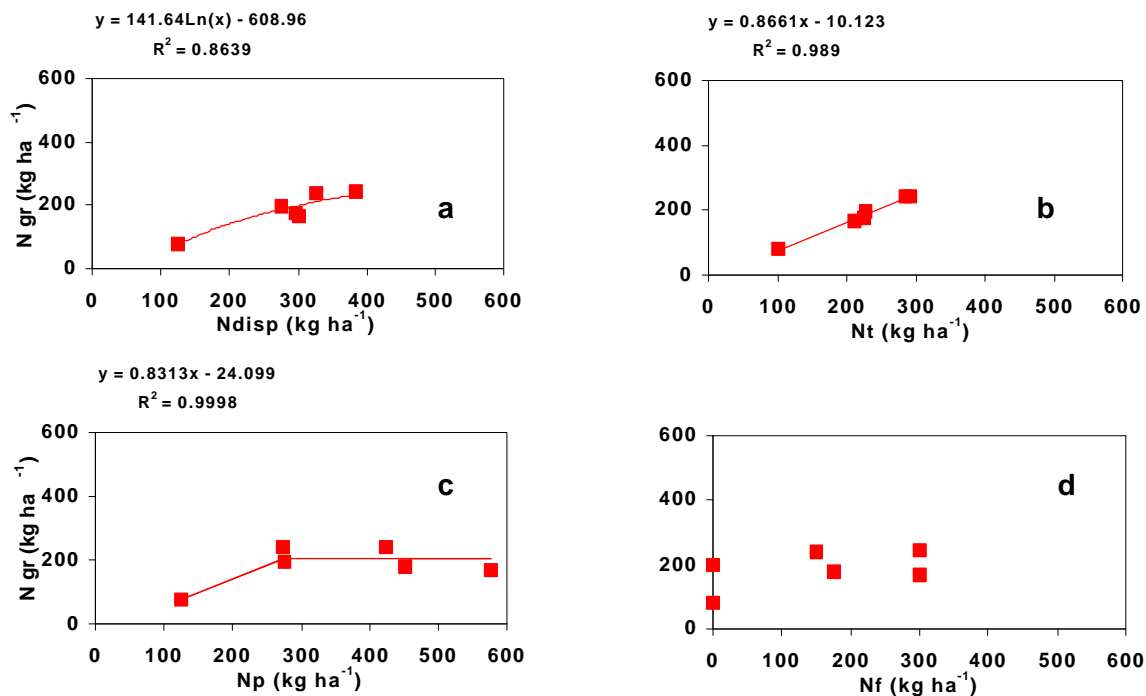 y = 141.64Ln(x) - 608.96
R² = 0.8639
600
400
200
0
N gr (kg ha⁻¹)
a
0 100 200 300 400 500 600
Ndisp (kg ha⁻¹)
y = 0.8661x - 10.123
R² = 0.989
600
400
200
0
b
0 100 200 300 400 500 600
Nt (kg ha⁻¹)
y = 0.8313x - 24.099
R² = 0.9998
600
400
200
0
N gr (kg ha⁻¹)
c
0 100 200 300 400 500 600
Np (kg ha⁻¹)
600
400
200
0
d
0 100 200 300 400 500 600
Nf (kg ha⁻¹)